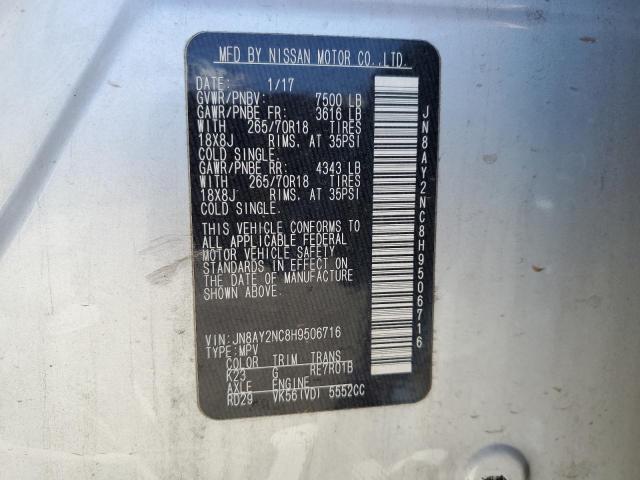 MFD BY NISSAN MOTOR CO.,LTD.
DATE: 1/17
GVWR/PNBV: 7500 LB
GAWR/PNBE FR: 3616 LB
WITH 265/70R18 TIRES
18X8J RIMS. AT 35PSI
COLD SINGLE.
GAWR/PNBE RR: 4343 LB
WITH 265/70R18 TIRES
18X8J RIMS. AT 35PSI
COLD SINGLE.
THIS VEHICLE CONFORMS TO
ALL APPLICABLE FEDERAL
MOTOR VEHICLE SAFETY
STANDARDS IN EFFECT ON
THE DATE OF MANUFACTURE
SHOWN ABOVE.
VIN: JN8AY2NC8H9506716
TYPE: MPV
COLOR TRIM TRANS
K23 G RE7R01B
AXLE ENGINE
RD29 VK56(VD) 5552CC
JN8AY2NC8H9506716